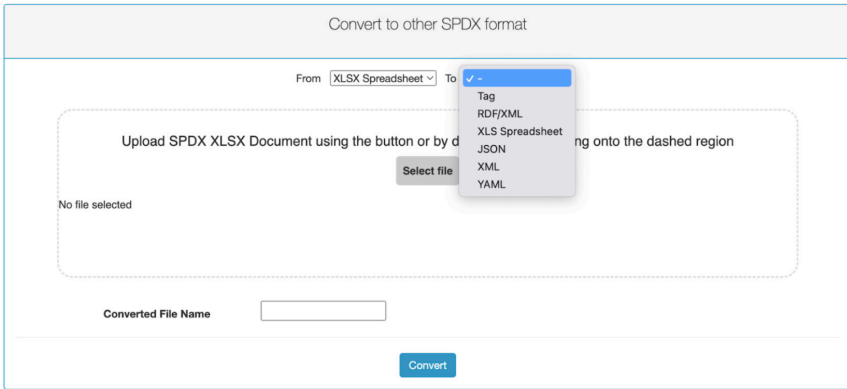 Convert to other SPDX format
From XLSX Spreadsheet To ✓ -
Tag
RDF/XML
XLS Spreadsheet
JSON
XML
YAML
Upload SPDX XLSX Document using the button or by d ng onto the dashed region
Select file
No file selected
Converted File Name
Convert